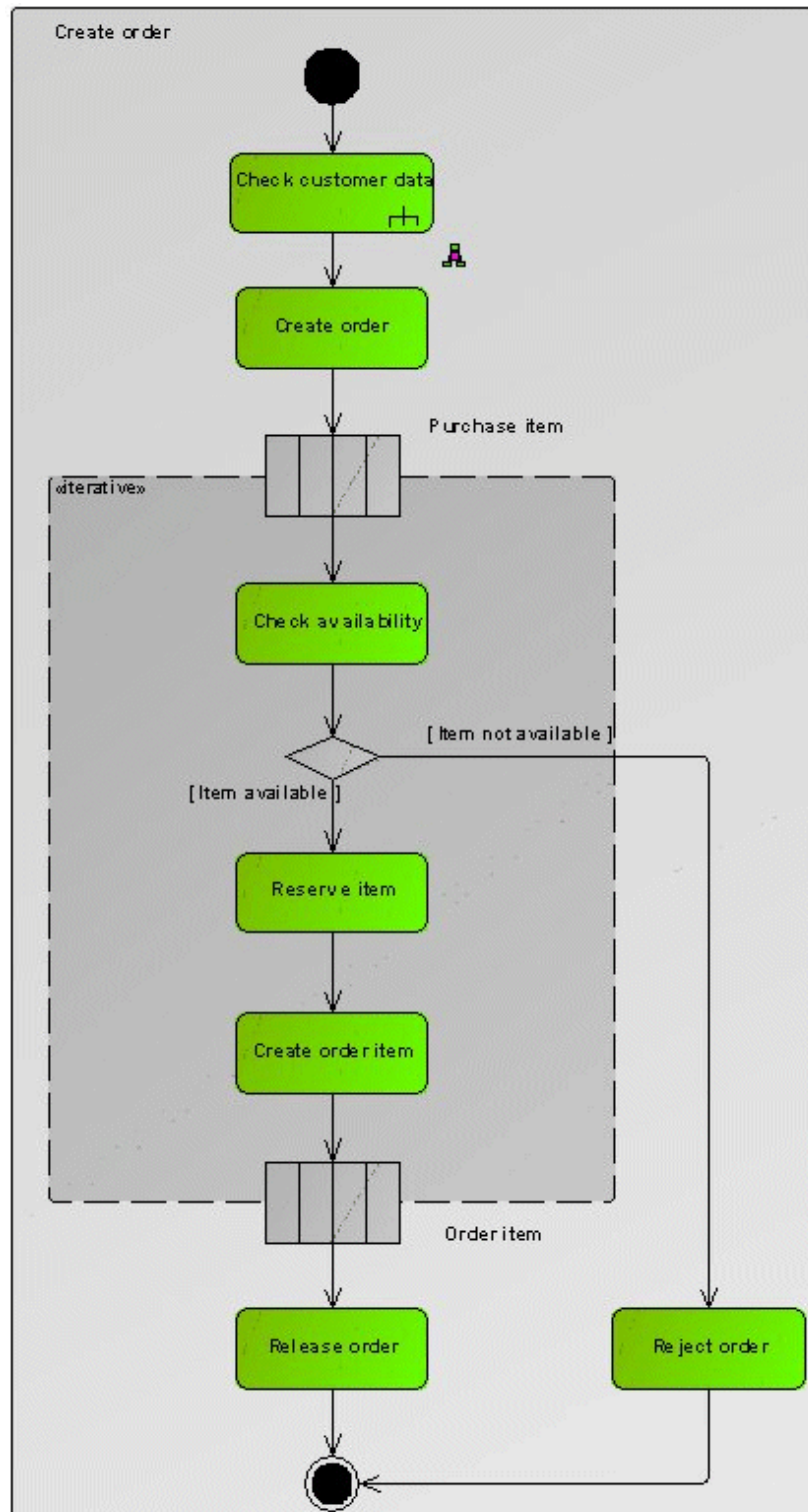 Create order
Check customer data
Create order
Purchase item
«iterative»
Check availability
[ Item not available ]
[ Item available ]
Reserve item
Create order item
Order item
Release order
Reject order